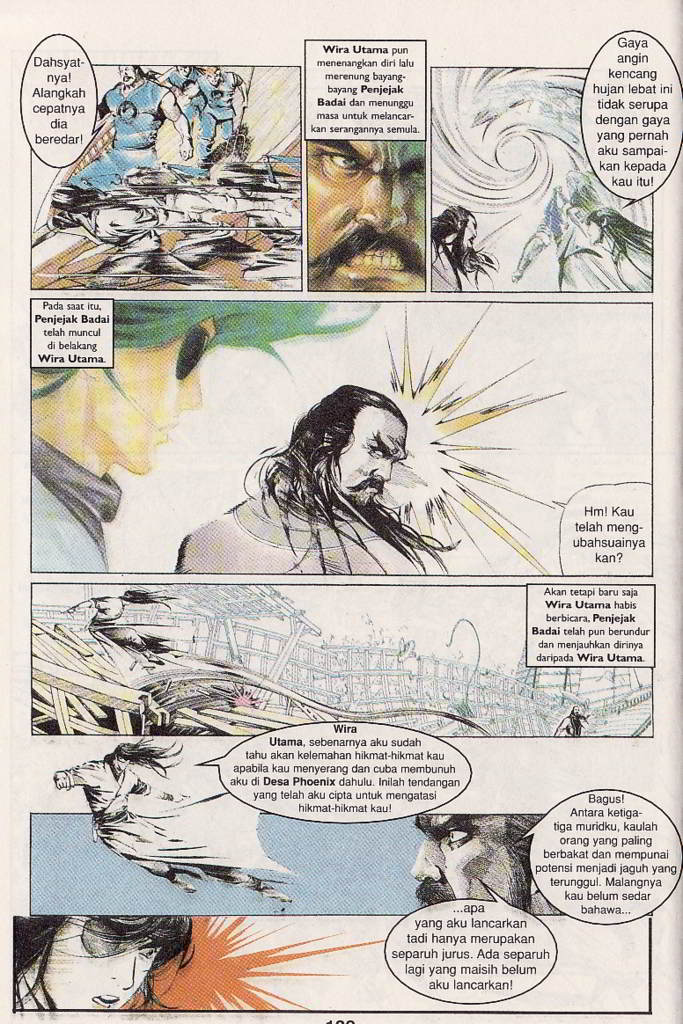 Dahsyat-
nya!
Alangkah
cepatnya
dia
beredar!
Wira Utama pun
menenangkan diri lalu
merenung bayang-
bayang Penjejak
Badai dan menunggu
masa untuk melancar-
kan serangannya semula.
Gaya
angin
kencang
hujan lebat ini
tidak serupa
dengan gaya
yang pernah
aku sampai-
kan kepada
kau itu!
Pada saat itu,
Penjejak Badai
telah muncul
di belakang
Wira Utama.
Hm! Kau
telah meng-
ubahsuainya
kan?
Akan tetapi baru saja
Wira Utama habis
berbicara, Penjejak
Badai telah pun berundur
dan menjauhkan dirinya
daripada Wira Utama.
Wira
Utama, sebenarnya aku sudah
tahu akan kelemahan hikmat-hikmat kau
apabila kau menyerang dan cuba membunuh
aku di Desa Phoenix dahulu. Inilah tendangan
yang telah aku cipta untuk mengatasi
hikmat-hikmat kau!
Bagus!
Antara ketiga-
tiga muridku, kaulah
orang yang paling
berbakat dan mempunai
potensi menjadi jaguh yang
terunggul. Malangnya
kau belum sedar
bahawa...
...apa
yang aku lancarkan
tadi hanya merupakan
separuh jurus. Ada separuh
lagi yang maisih belum
aku lancarkan!